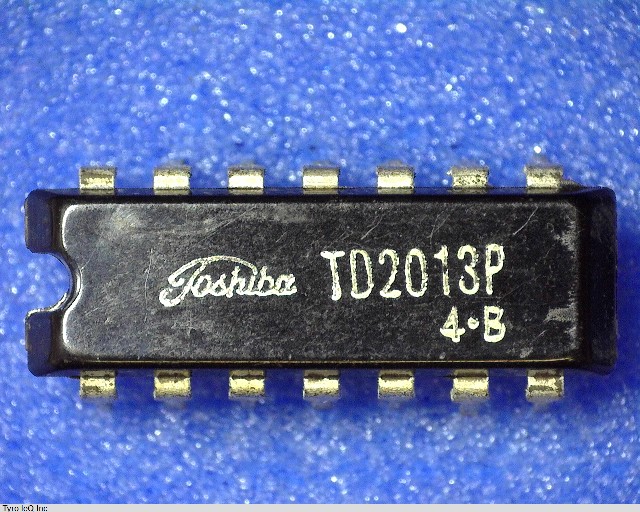 Toshiba TD2013P
4·B
Tyro IcQ Inc